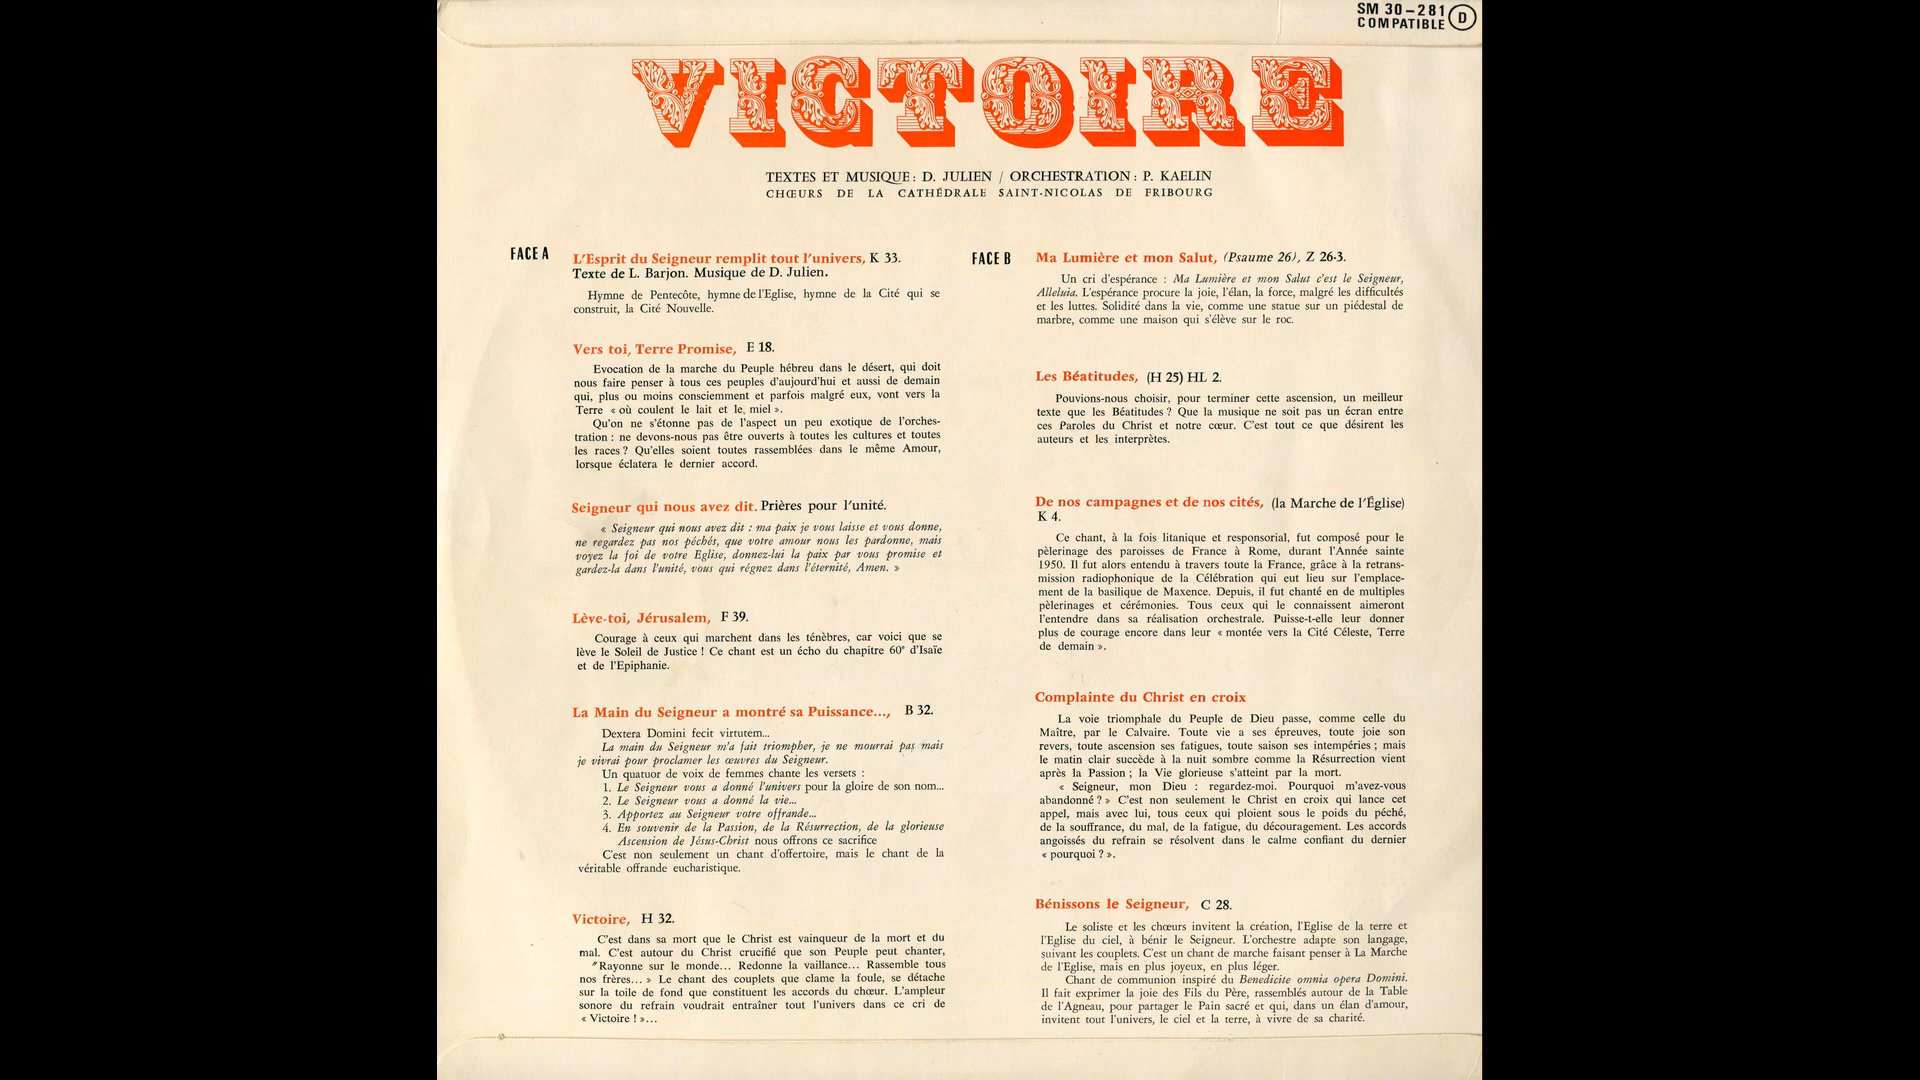 SM 30-281
COMPATIBLE D
VICTOIRE
TEXTES ET MUSIQUE : D. JULIEN / ORCHESTRATION : P. KAELIN
CHŒURS DE LA CATHÉDRALE SAINT-NICOLAS DE FRIBOURG
FACE A
L'Esprit du Seigneur remplit tout l'univers, K 33.
Texte de L. Barjon. Musique de D. Julien.
Hymne de Pentecôte, hymne de l'Eglise, hymne de la Cité qui se
construit, la Cité Nouvelle.
Vers toi, Terre Promise, E 18.
Evocation de la marche du Peuple hébreu dans le désert, qui doit
nous faire penser à tous ces peuples d'aujourd'hui et aussi de demain
qui, plus ou moins consciemment et parfois malgré eux, vont vers la
Terre « où coulent le lait et le, miel ».
Qu'on ne s'étonne pas de l'aspect un peu exotique de l'orches-
tration : ne devons-nous pas être ouverts à toutes les cultures et toutes
les races ? Qu'elles soient toutes rassemblées dans le même Amour,
lorsque éclatera le dernier accord.
Seigneur qui nous avez dit. Prières pour l'unité.
« Seigneur qui nous avez dit : ma paix je vous laisse et vous donne,
ne regardez pas nos péchés, que votre amour nous les pardonne, mais
voyez la foi de votre Eglise, donnez-lui la paix par vous promise et
gardez-la dans l'unité, vous qui régnez dans l'éternité, Amen. »
Lève-toi, Jérusalem, F 39.
Courage à ceux qui marchent dans les ténèbres, car voici que se
lève le Soleil de Justice ! Ce chant est un écho du chapitre 60e d'Isaïe
et de l'Epiphanie.
La Main du Seigneur a montré sa Puissance..., B 32.
Dextera Domini fecit virtutem...
La main du Seigneur m'a fait triompher, je ne mourrai pas mais
je vivrai pour proclamer les œuvres du Seigneur.
Un quatuor de voix de femmes chante les versets :
1. Le Seigneur vous a donné l'univers pour la gloire de son nom...
2. Le Seigneur vous a donné la vie...
3. Apportez au Seigneur votre offrande...
4. En souvenir de la Passion, de la Résurrection, de la glorieuse
Ascension de Jésus-Christ nous offrons ce sacrifice
C'est non seulement un chant d'offertoire, mais le chant de la
véritable offrande eucharistique.
Victoire, H 32.
C'est dans sa mort que le Christ est vainqueur de la mort et du
mal. C'est autour du Christ crucifié que son Peuple peut chanter,
"Rayonne sur le monde... Redonne la vaillance... Rassemble tous
nos frères... » Le chant des couplets que clame la foule, se détache
sur la toile de fond que constituent les accords du chœur. L'ampleur
sonore du refrain voudrait entraîner tout l'univers dans ce cri de
« Victoire ! »...
FACE B
Ma Lumière et mon Salut, (Psaume 26), Z 26-3.
Un cri d'espérance : Ma Lumière et mon Salut c'est le Seigneur,
Alleluia. L'espérance procure la joie, l'élan, la force, malgré les difficultés
et les luttes. Solidité dans la vie, comme une statue sur un piédestal de
marbre, comme une maison qui s'élève sur le roc.
Les Béatitudes, (H 25) HL 2.
Pouvions-nous choisir, pour terminer cette ascension, un meilleur
texte que les Béatitudes ? Que la musique ne soit pas un écran entre
ces Paroles du Christ et notre cœur. C'est tout ce que désirent les
auteurs et les interprètes.
De nos campagnes et de nos cités, (la Marche de l'Église)
K 4.
Ce chant, à la fois litanique et responsorial, fut composé pour le
pèlerinage des paroisses de France à Rome, durant l'Année sainte
1950. Il fut alors entendu à travers toute la France, grâce à la retrans-
mission radiophonique de la Célébration qui eut lieu sur l'emplace-
ment de la basilique de Maxence. Depuis, il fut chanté en de multiples
pèlerinages et cérémonies. Tous ceux qui le connaissent aimeront
l'entendre dans sa réalisation orchestrale. Puisse-t-elle leur donner
plus de courage encore dans leur « montée vers la Cité Céleste, Terre
de demain ».
Complainte du Christ en croix
La voie triomphale du Peuple de Dieu passe, comme celle du
Maître, par le Calvaire. Toute vie a ses épreuves, toute joie son
revers, toute ascension ses fatigues, toute saison ses intempéries ; mais
le matin clair succède à la nuit sombre comme la Résurrection vient
après la Passion ; la Vie glorieuse s'atteint par la mort.
« Seigneur, mon Dieu : regardez-moi. Pourquoi m'avez-vous
abandonné ? » C'est non seulement le Christ en croix qui lance cet
appel, mais avec lui, tous ceux qui ploient sous le poids du péché,
de la souffrance, du mal, de la fatigue, du découragement. Les accords
angoissés du refrain se résolvent dans le calme confiant du dernier
« pourquoi ? ».
Bénissons le Seigneur, C 28.
Le soliste et les chœurs invitent la création, l'Eglise de la terre et
l'Eglise du ciel, à bénir le Seigneur. L'orchestre adapte son langage,
suivant les couplets. C'est un chant de marche faisant penser à La Marche
de l'Eglise, mais en plus joyeux, en plus léger.
Chant de communion inspiré du Benedicite omnia opera Domini.
Il fait exprimer la joie des Fils du Père, rassemblés autour de la Table
de l'Agneau, pour partager le Pain sacré et qui, dans un élan d'amour,
invitent tout l'univers, le ciel et la terre, à vivre de sa charité.